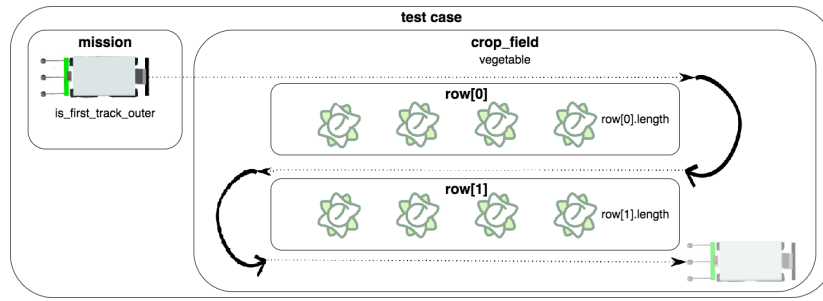 test case
mission
is_first_track_outer
crop_field
vegetable
row[0]
row[0].length
row[1]
row[1].length